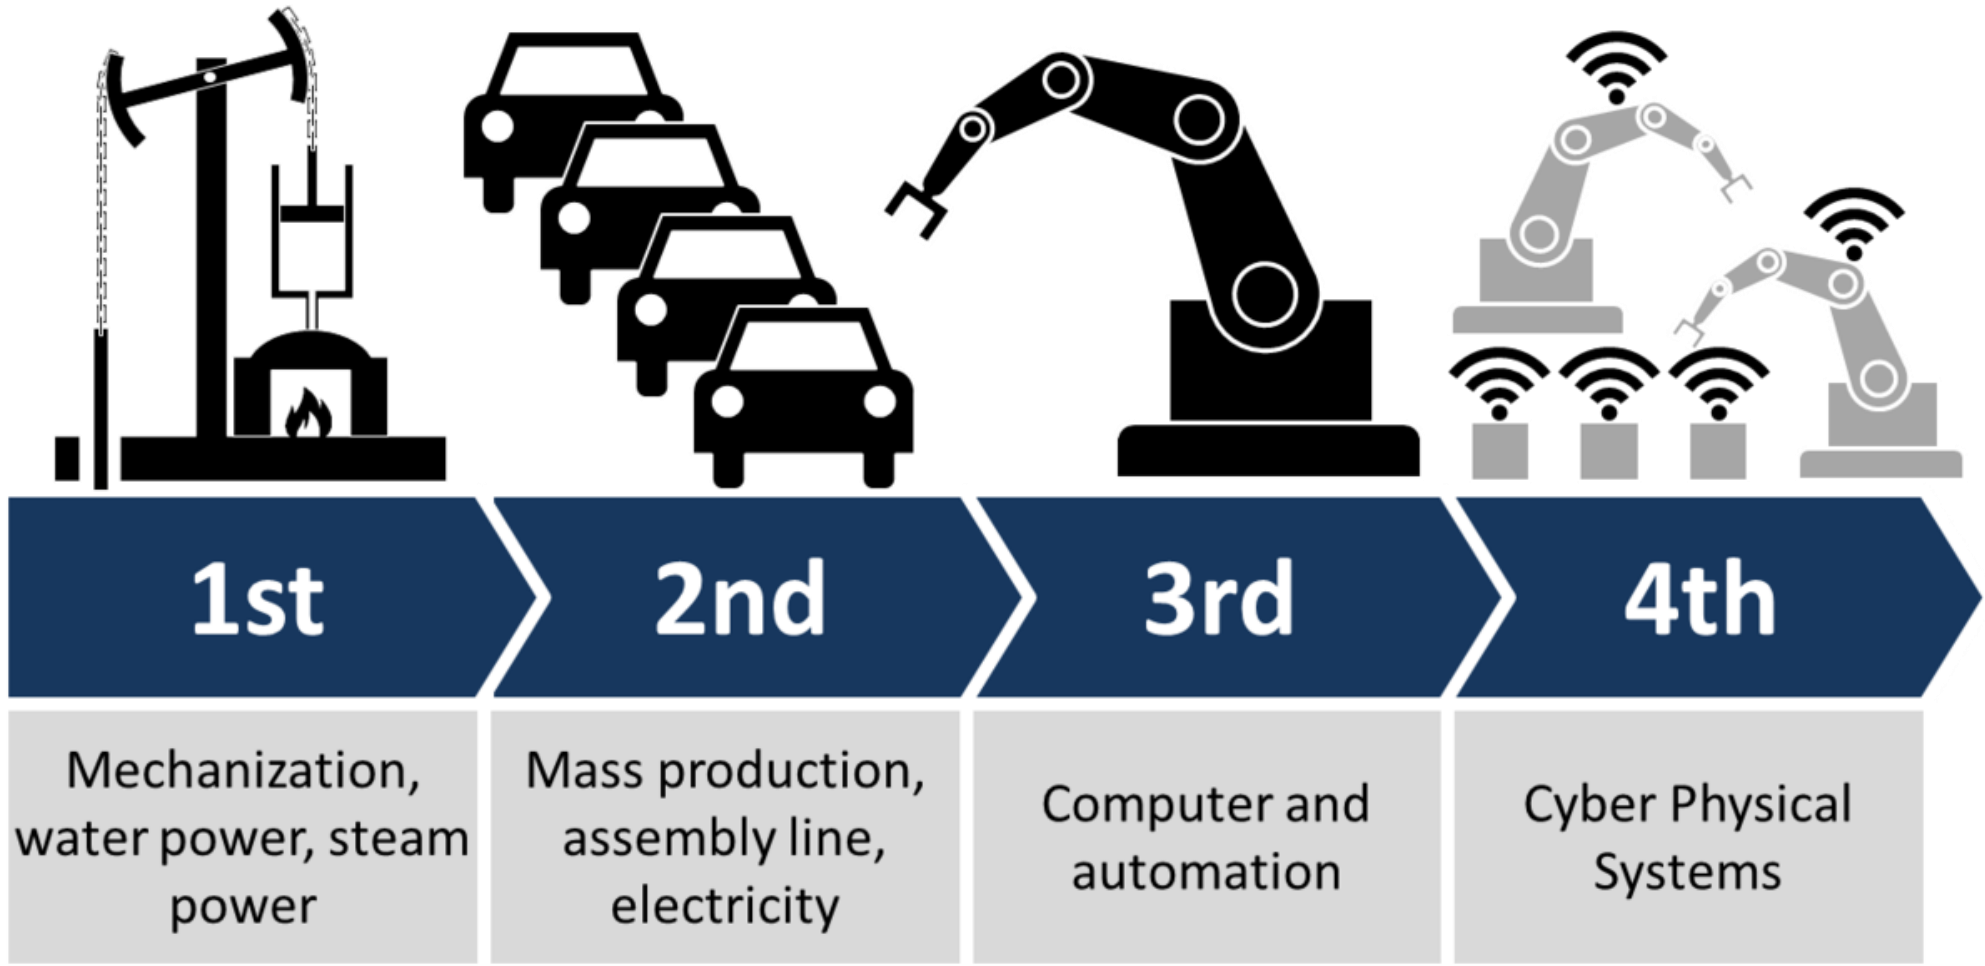 1st
2nd
3rd
4th
Mechanization,
water power, steam
power
Mass production,
assembly line,
electricity
Computer and
automation
Cyber Physical
Systems